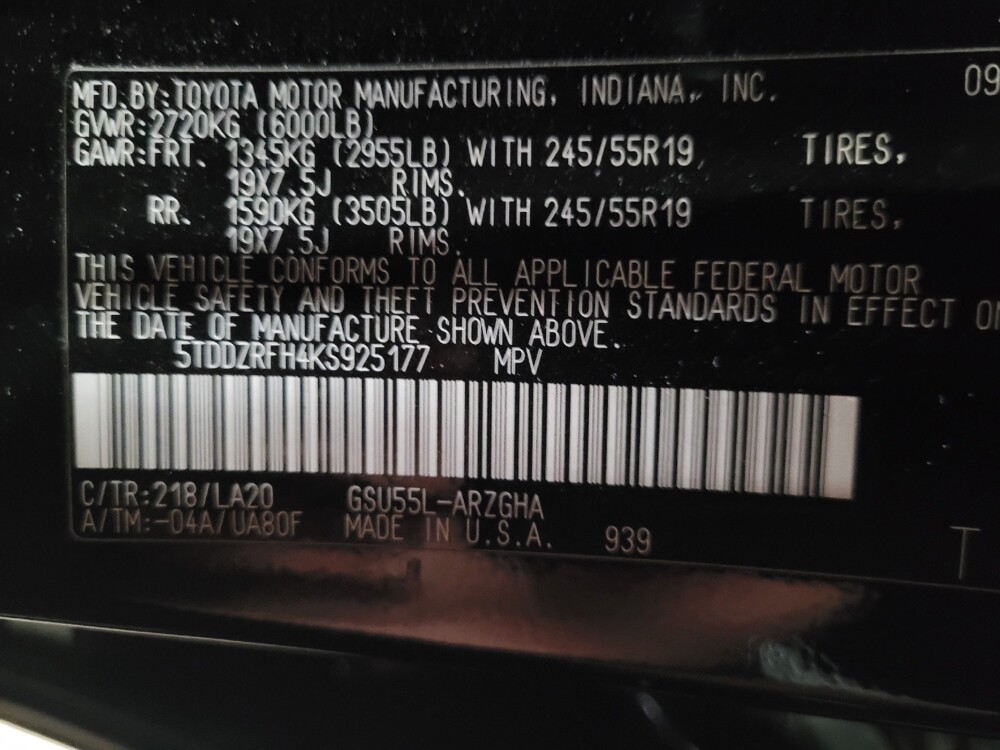 MFD.BY:TOYOTA MOTOR MANUFACTURING, INDIANA, INC. 09
GVWR:2720KG (6000LB)
GAWR:FRT. 1345KG (2955LB) WITH 245/55R19 TIRES,
19X7.5J RIMS.
RR. 1590KG (3505LB) WITH 245/55R19 TIRES,
19X7.5J RIMS.
THIS VEHICLE CONFORMS TO ALL APPLICABLE FEDERAL MOTOR
VEHICLE SAFETY AND THEFT PREVENTION STANDARDS IN EFFECT
THE DATE OF MANUFACTURE SHOWN ABOVE.
5TDDZRFH4KS925177 MPV
C/TR:218/LA20 GSU55L-ARZGHA
A/TM:-04A/UA80F MADE IN U.S.A. 939 T